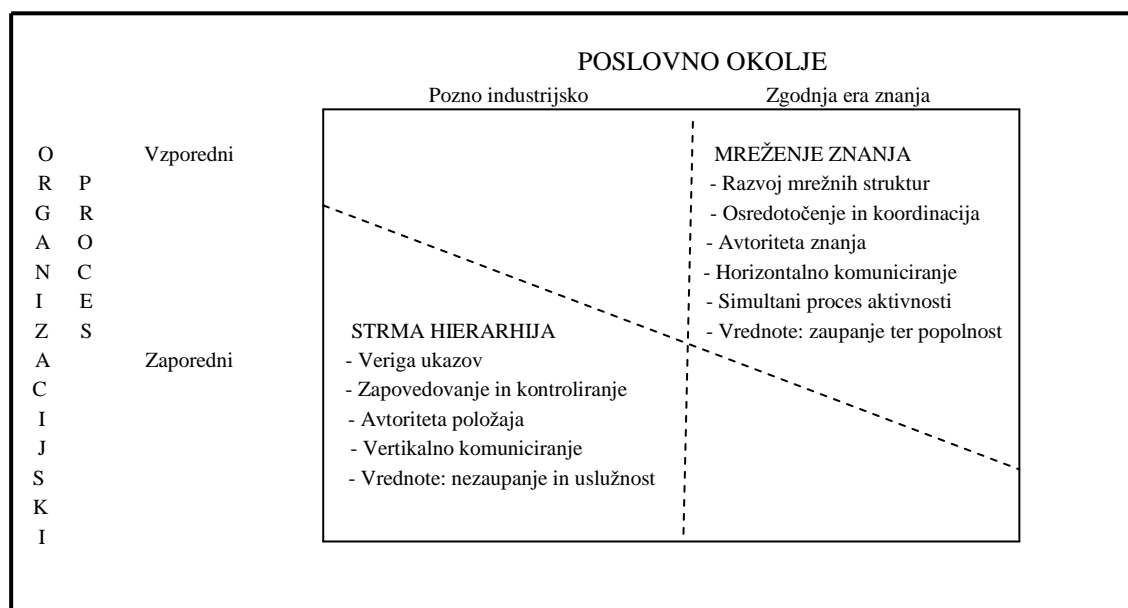 POSLOVNO OKOLJE
Pozno industrijsko
Zgodnja era znanja
ORGANIZACIJSKI
PROCES
Vzporedni
Zaporedni
MREŽENJE ZNANJA
- Razvoj mrežnih struktur
- Osredotočenje in koordinacija
- Avtoriteta znanja
- Horizontalno komuniciranje
- Simultani proces aktivnosti
- Vrednote: zaupanje ter popolnost
STRMA HIERARHIJA
- Veriga ukazov
- Zapovedovanje in kontroliranje
- Avtoriteta položaja
- Vertikalno komuniciranje
- Vrednote: nezaupanje in uslužnost